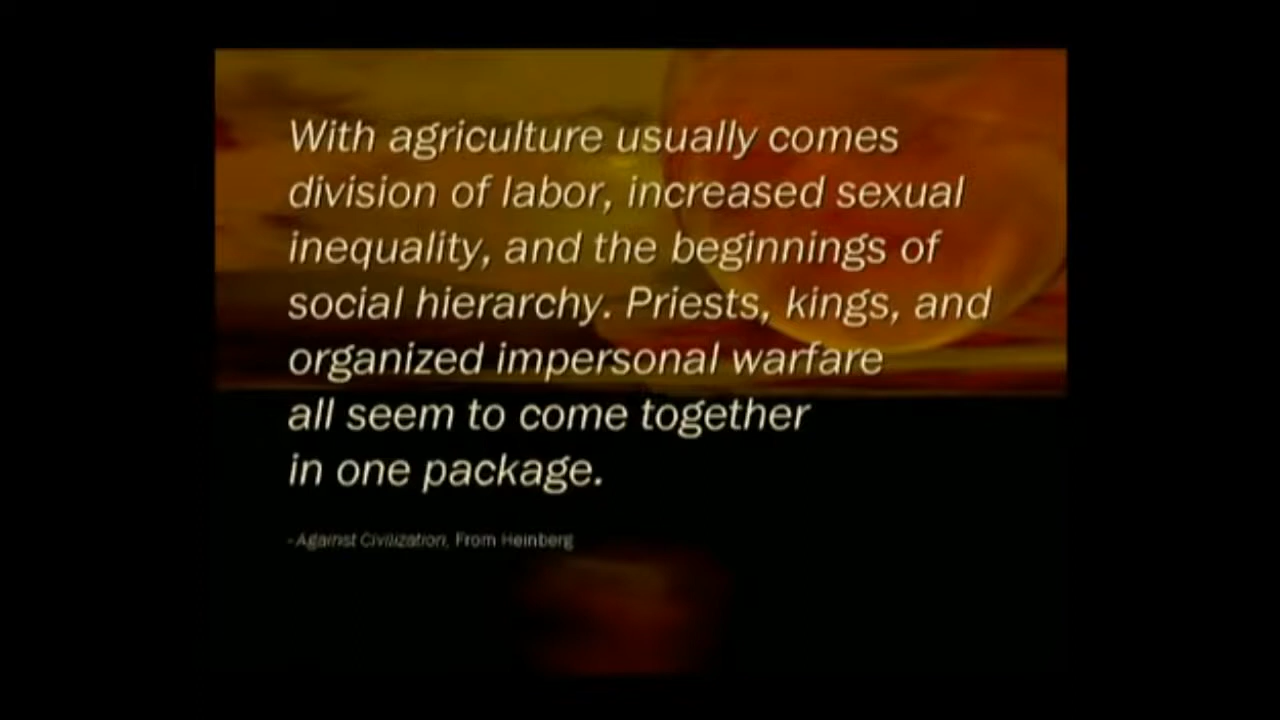 With agriculture usually comes
division of labor, increased sexual
inequality, and the beginnings of
social hierarchy. Priests, kings, and
organized impersonal warfare
all seem to come together
in one package.
- Against Civilization, From Heinberg